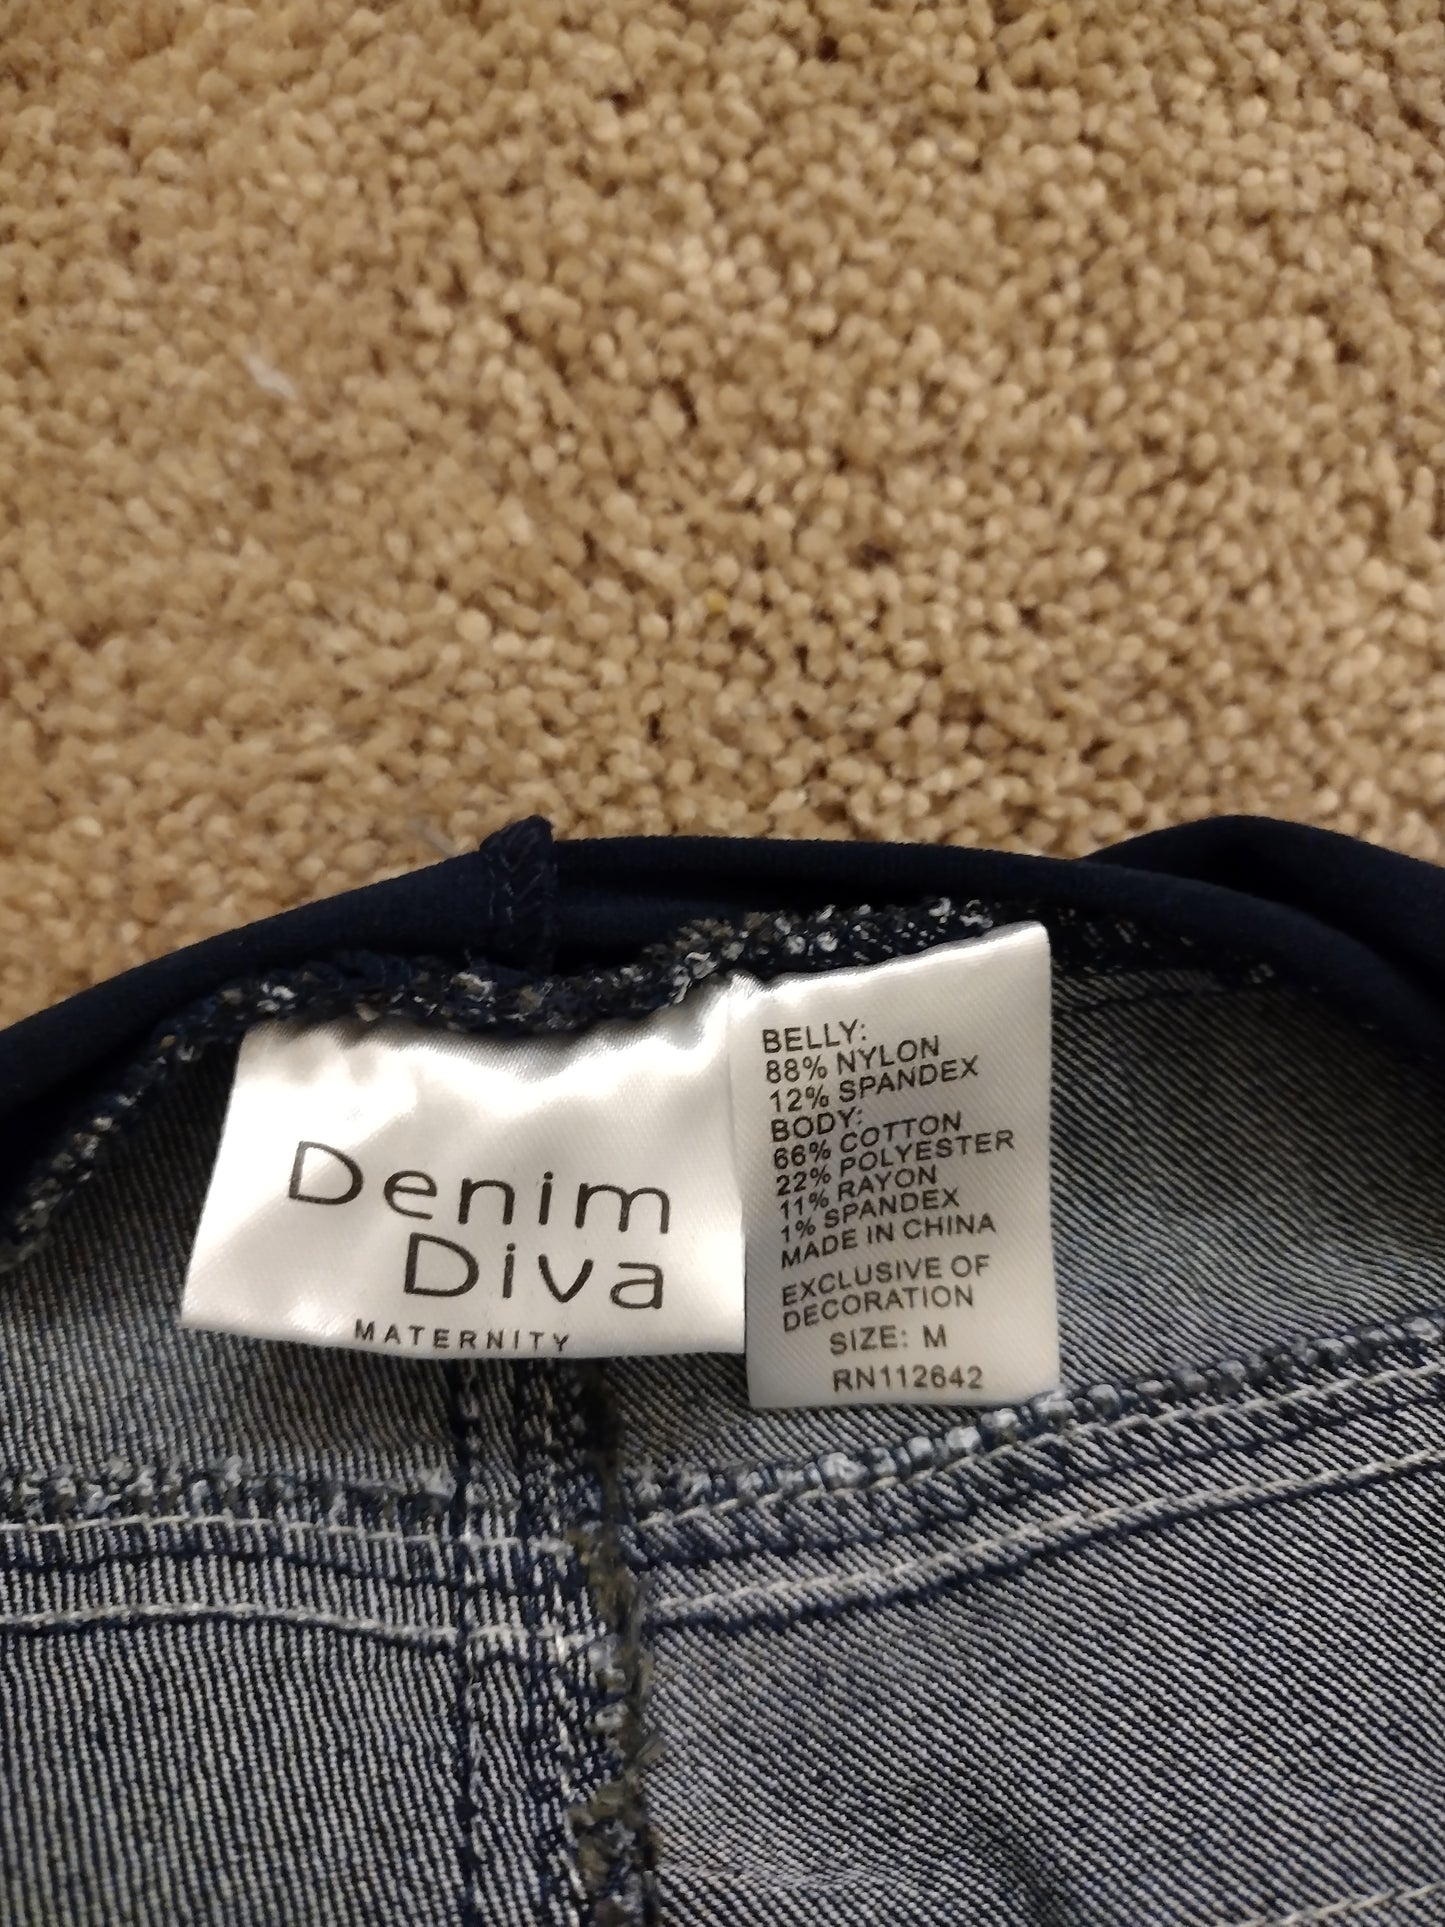 Denim
Diva
MATERNITY
BELLY:
88% NYLON
12% SPANDEX
BODY:
66% COTTON
22% POLYESTER
11% RAYON
1% SPANDEX
MADE IN CHINA
EXCLUSIVE OF
DECORATION
SIZE: M
RN112642